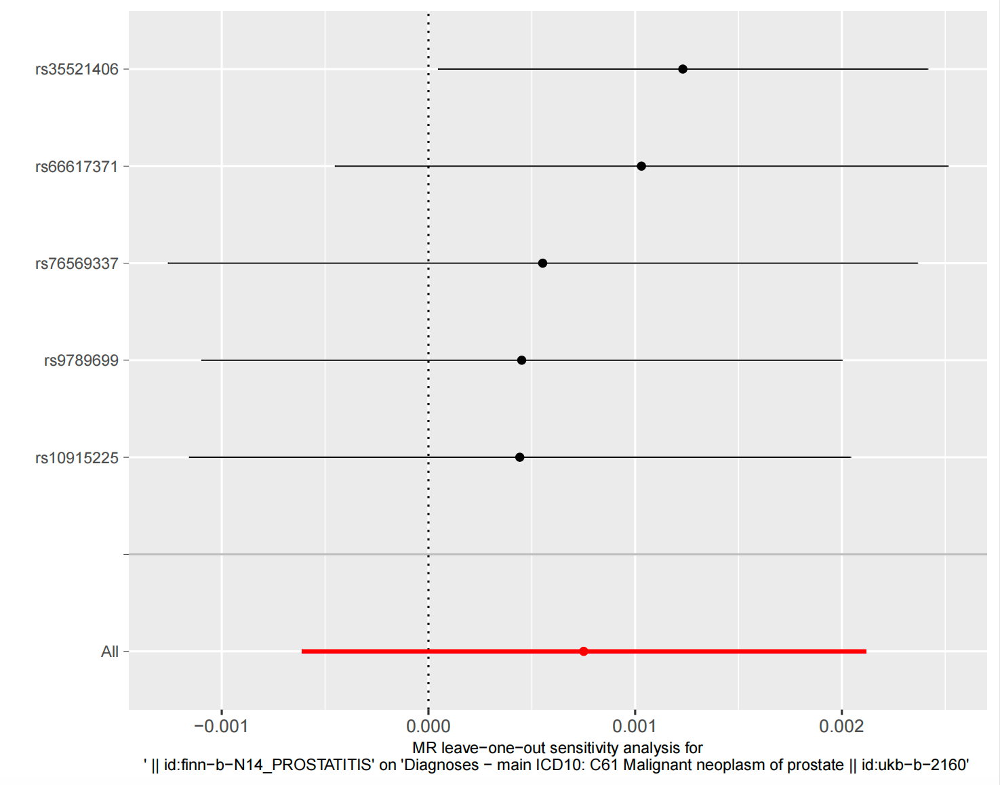 rs35521406
rs66617371
rs76569337
rs9789699
rs10915225
All
−0.001 0.000 0.001 0.002
MR leave−one−out sensitivity analysis for
' || id:finn−b−N14_PROSTATITIS' on 'Diagnoses − main ICD10: C61 Malignant neoplasm of prostate || id:ukb−b−2160'